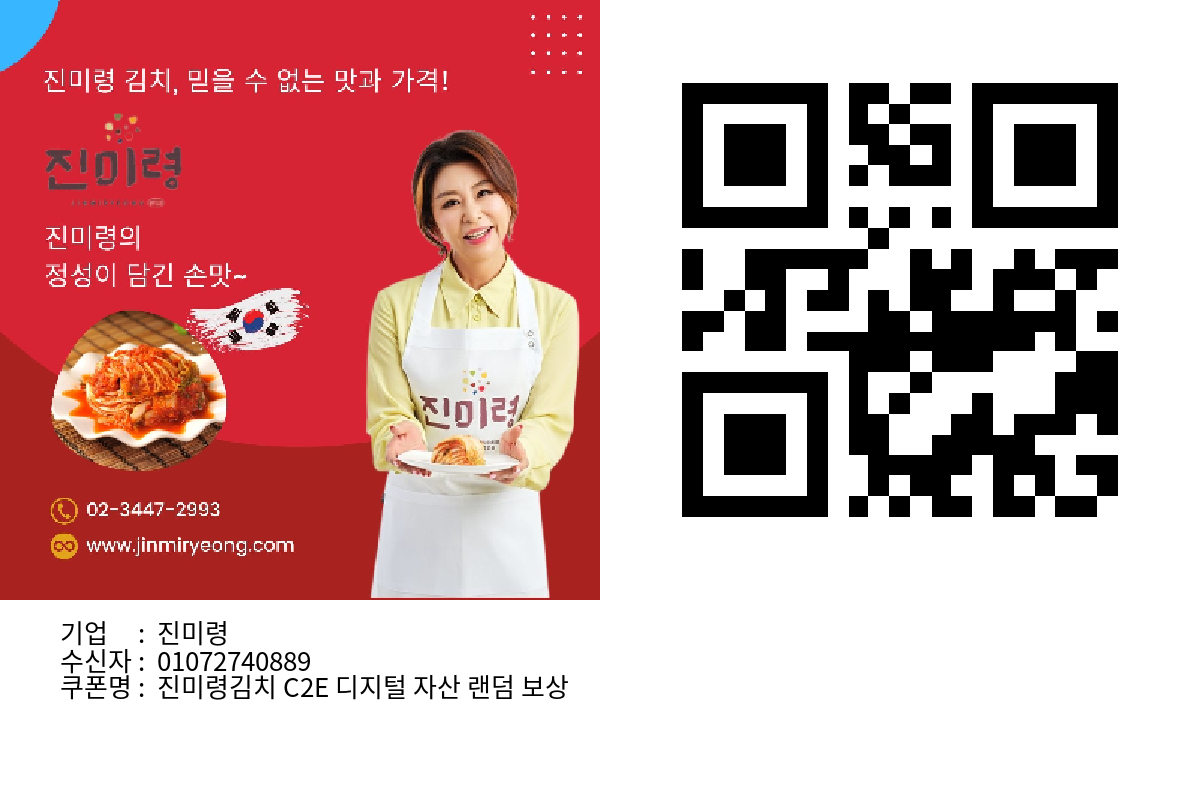 진미령 김치, 믿을 수 없는 맛과 가격!
진미령
진미령의
정성이 담긴 손맛~
진미령
02-3447-2993
www.jinmiryeong.com
기업 : 진미령
수신자 : 01072740889
쿠폰명 : 진미령김치 C2E 디지털 자산 랜덤 보상